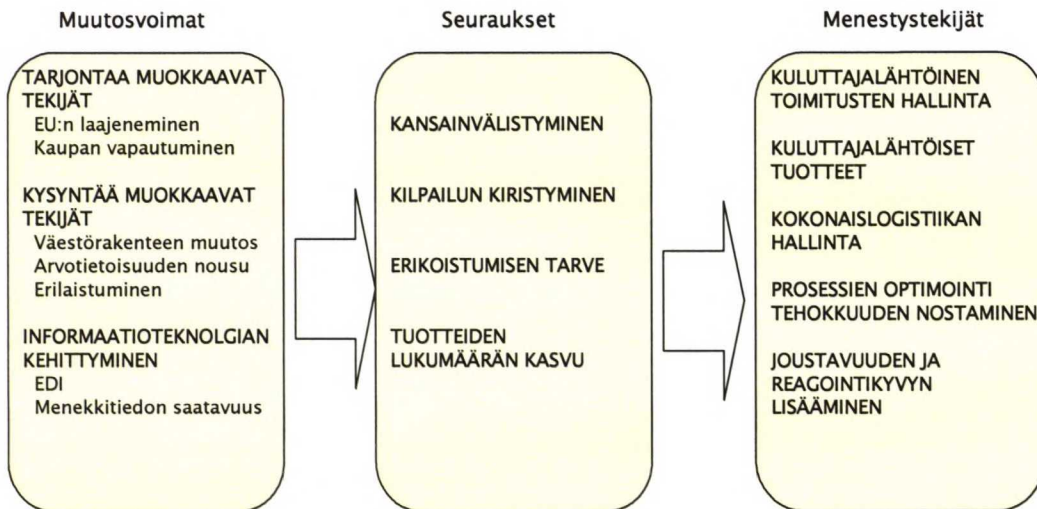 Muutosvoimat
TARJONTAA MUOKKAAVAT
TEKIJÄT
EU:n laajeneminen
Kaupan vapautuminen
KYSYNTÄÄ MUOKKAAVAT
TEKIJÄT
Väestörakenteen muutos
Arvotietoisuuden nousu
Erilaistuminen
INFORMAATIOTEKNOLGIAN
KEHITTYMINEN
EDI
Menekkitiedon saatavuus
Seuraukset
KANSAINVÄLISTYMINEN
KILPAILUN KIRISTYMINEN
ERIKOISTUMISEN TARVE
TUOTTEIDEN
LUKUMÄÄRÄN KASVU
Menestystekijät
KULUTTAJALÄHTÖINEN
TOIMITUSTEN HALLINTA
KULUTTAJALÄHTÖISET
TUOTTEET
KOKONAISLOGISTIIKAN
HALLINTA
PROSESSIEN OPTIMOINTI
TEHOKKUUDEN NOSTAMINEN
JOUSTAVUUDEN JA
REAGOINTIKYVYN
LISÄÄMINEN